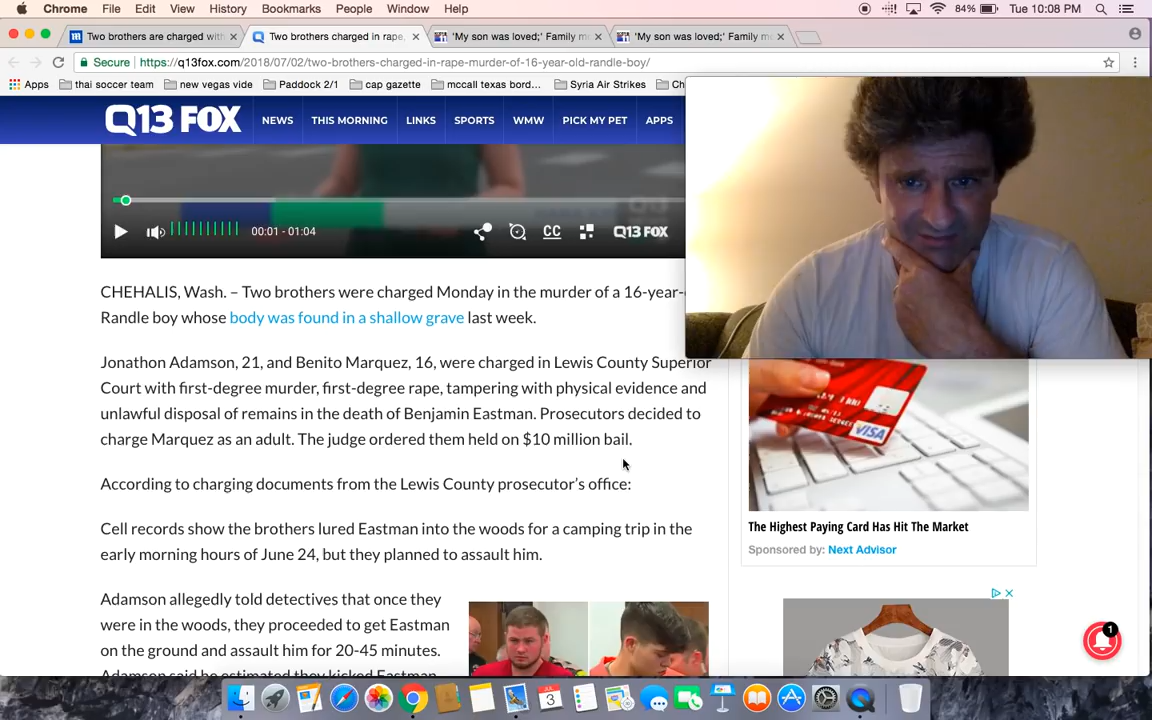 Chrome File Edit View History Bookmarks People Window Help 84% Tue 10:08 PM
Two brothers are charged with Two brothers charged in rape, 'My son was loved;' Family m 'My son was loved;' Family m
Secure https://q13fox.com/2018/07/02/two-brothers-charged-in-rape-murder-of-16-year-old-randle-boy/
Apps thai soccer team new vegas vide Paddock 2/1 cap gazette mccall texas bord... Syria Air Strikes Ch
Q13 FOX NEWS THIS MORNING LINKS SPORTS WMW PICK MY PET APPS
00:01 - 01:04 CC Q13 FOX
CHEHALIS, Wash. – Two brothers were charged Monday in the murder of a 16-year-
Randle boy whose body was found in a shallow grave last week.
Jonathon Adamson, 21, and Benito Marquez, 16, were charged in Lewis County Superior
Court with first-degree murder, first-degree rape, tampering with physical evidence and
unlawful disposal of remains in the death of Benjamin Eastman. Prosecutors decided to
charge Marquez as an adult. The judge ordered them held on $10 million bail.
VISA
According to charging documents from the Lewis County prosecutor's office:
The Highest Paying Card Has Hit The Market
Sponsored by: Next Advisor
Cell records show the brothers lured Eastman into the woods for a camping trip in the
early morning hours of June 24, but they planned to assault him.
Adamson allegedly told detectives that once they
were in the woods, they proceeded to get Eastman
on the ground and assault him for 20-45 minutes.
Adamson said he estimated they kicked Eastman
1
3